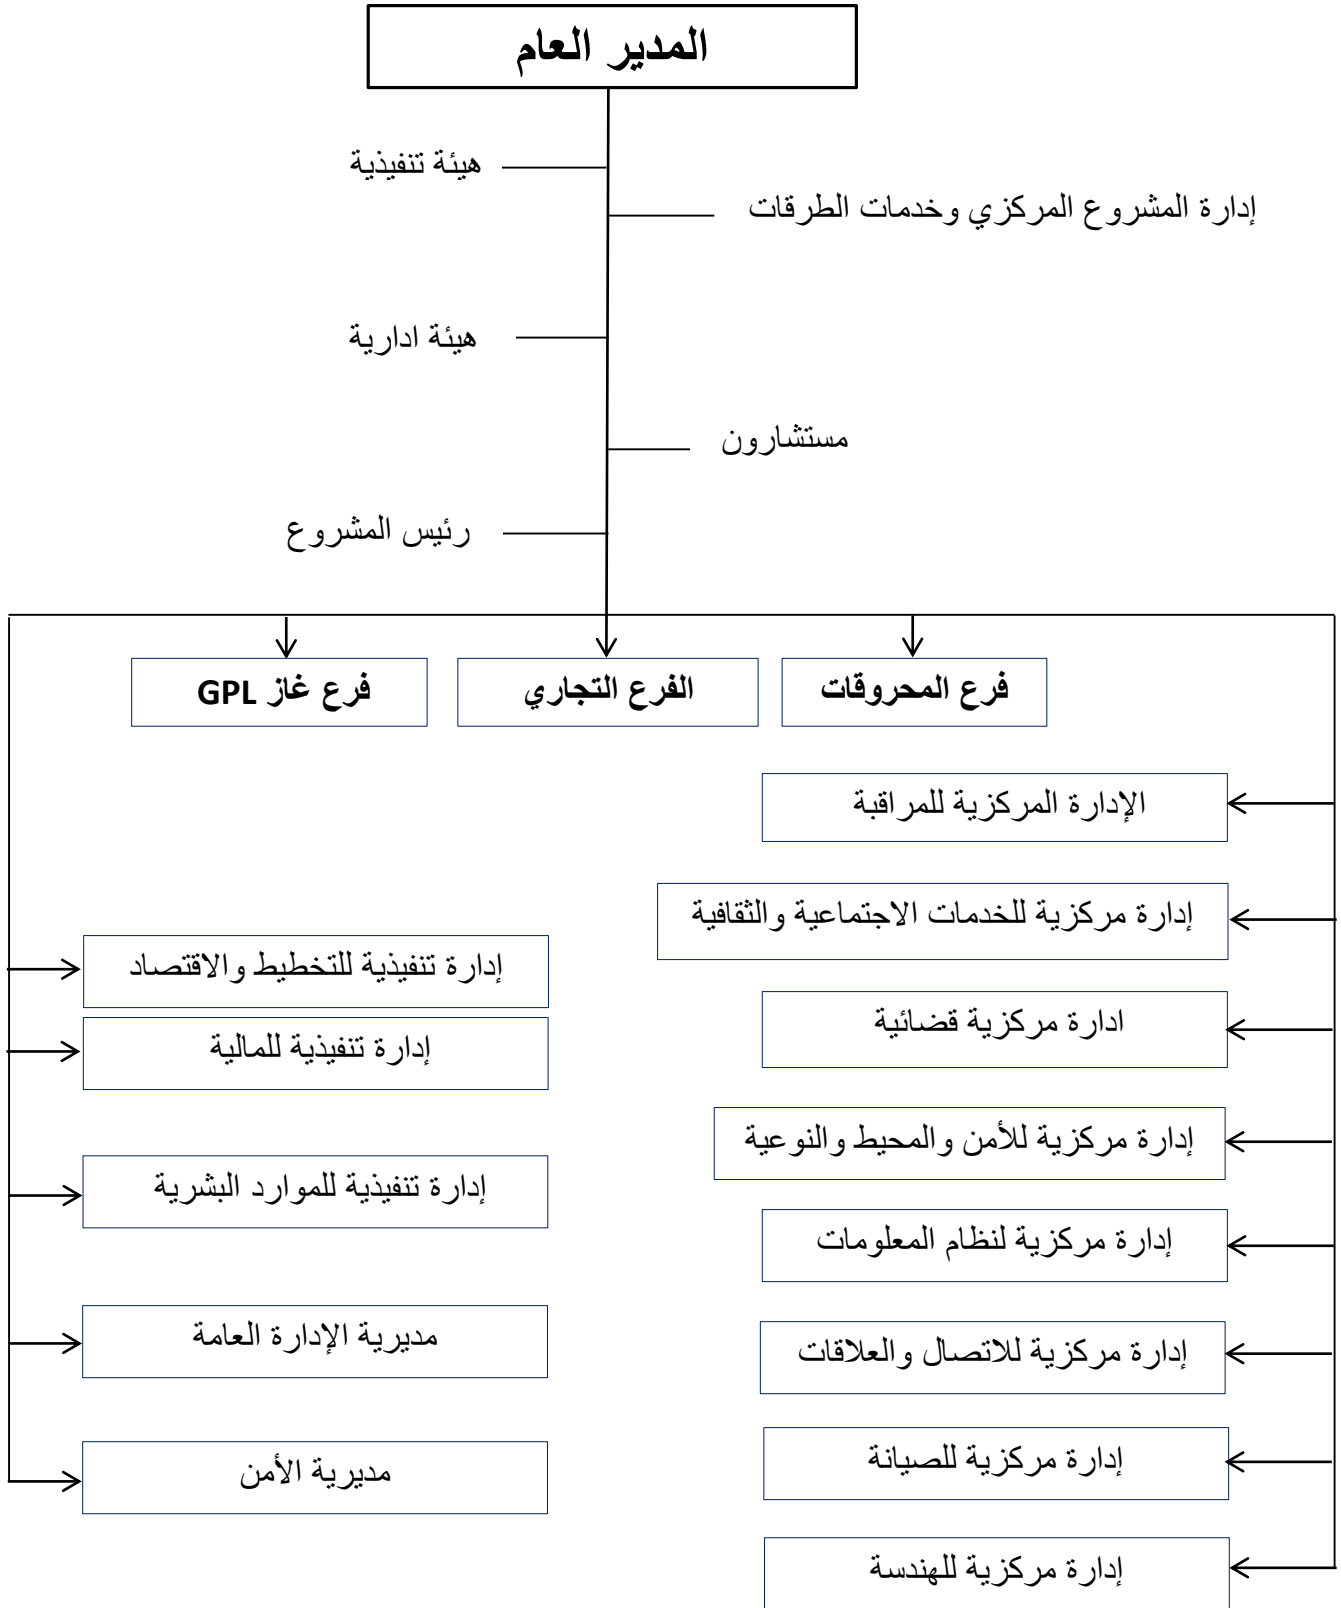 المدير العام
هيئة تنفيذية
إدارة المشروع المركزي وخدمات الطرقات
هيئة ادارية
مستشارون
رئيس المشروع
فرع المحروقات
الفرع التجاري
فرع غاز GPL
الإدارة المركزية للمراقبة
إدارة مركزية للخدمات الاجتماعية والثقافية
ادارة مركزية قضائية
إدارة مركزية للأمن والمحيط والنوعية
إدارة مركزية لنظام المعلومات
إدارة مركزية للاتصال والعلاقات
إدارة مركزية للصيانة
إدارة مركزية للهندسة
إدارة تنفيذية للتخطيط والاقتصاد
إدارة تنفيذية للمالية
إدارة تنفيذية للموارد البشرية
مديرية الإدارة العامة
مديرية الأمن